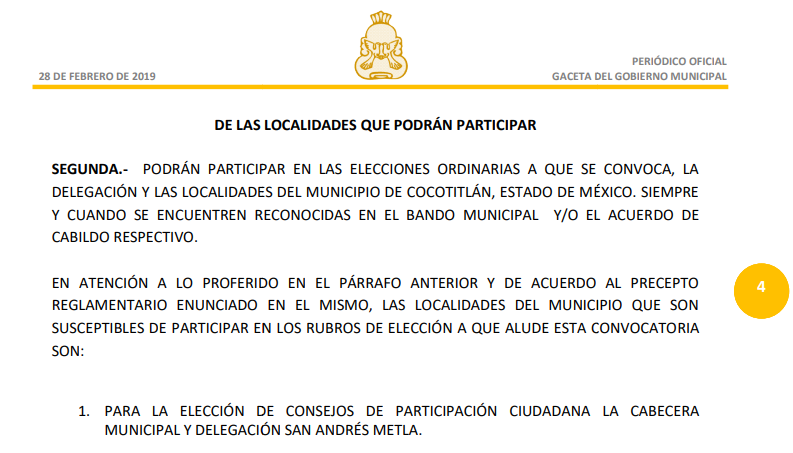 PERIÓDICO OFICIAL
28 DE FEBRERO DE 2019 GACETA DEL GOBIERNO MUNICIPAL
DE LAS LOCALIDADES QUE PODRÁN PARTICIPAR
SEGUNDA.- PODRÁN PARTICIPAR EN LAS ELECCIONES ORDINARIAS A QUE SE CONVOCA, LA
DELEGACIÓN Y LAS LOCALIDADES DEL MUNICIPIO DE COCOTITLÁN, ESTADO DE MÉXICO. SIEMPRE
Y CUANDO SE ENCUENTREN RECONOCIDAS EN EL BANDO MUNICIPAL Y/O EL ACUERDO DE
CABILDO RESPECTIVO.
EN ATENCIÓN A LO PROFERIDO EN EL PÁRRAFO ANTERIOR Y DE ACUERDO AL PRECEPTO
REGLAMENTARIO ENUNCIADO EN EL MISMO, LAS LOCALIDADES DEL MUNICIPIO QUE SON
SUSCEPTIBLES DE PARTICIPAR EN LOS RUBROS DE ELECCIÓN A QUE ALUDE ESTA CONVOCATORIA
SON:
4
1. PARA LA ELECCIÓN DE CONSEJOS DE PARTICIPACIÓN CIUDADANA LA CABECERA
MUNICIPAL Y DELEGACIÓN SAN ANDRÉS METLA.